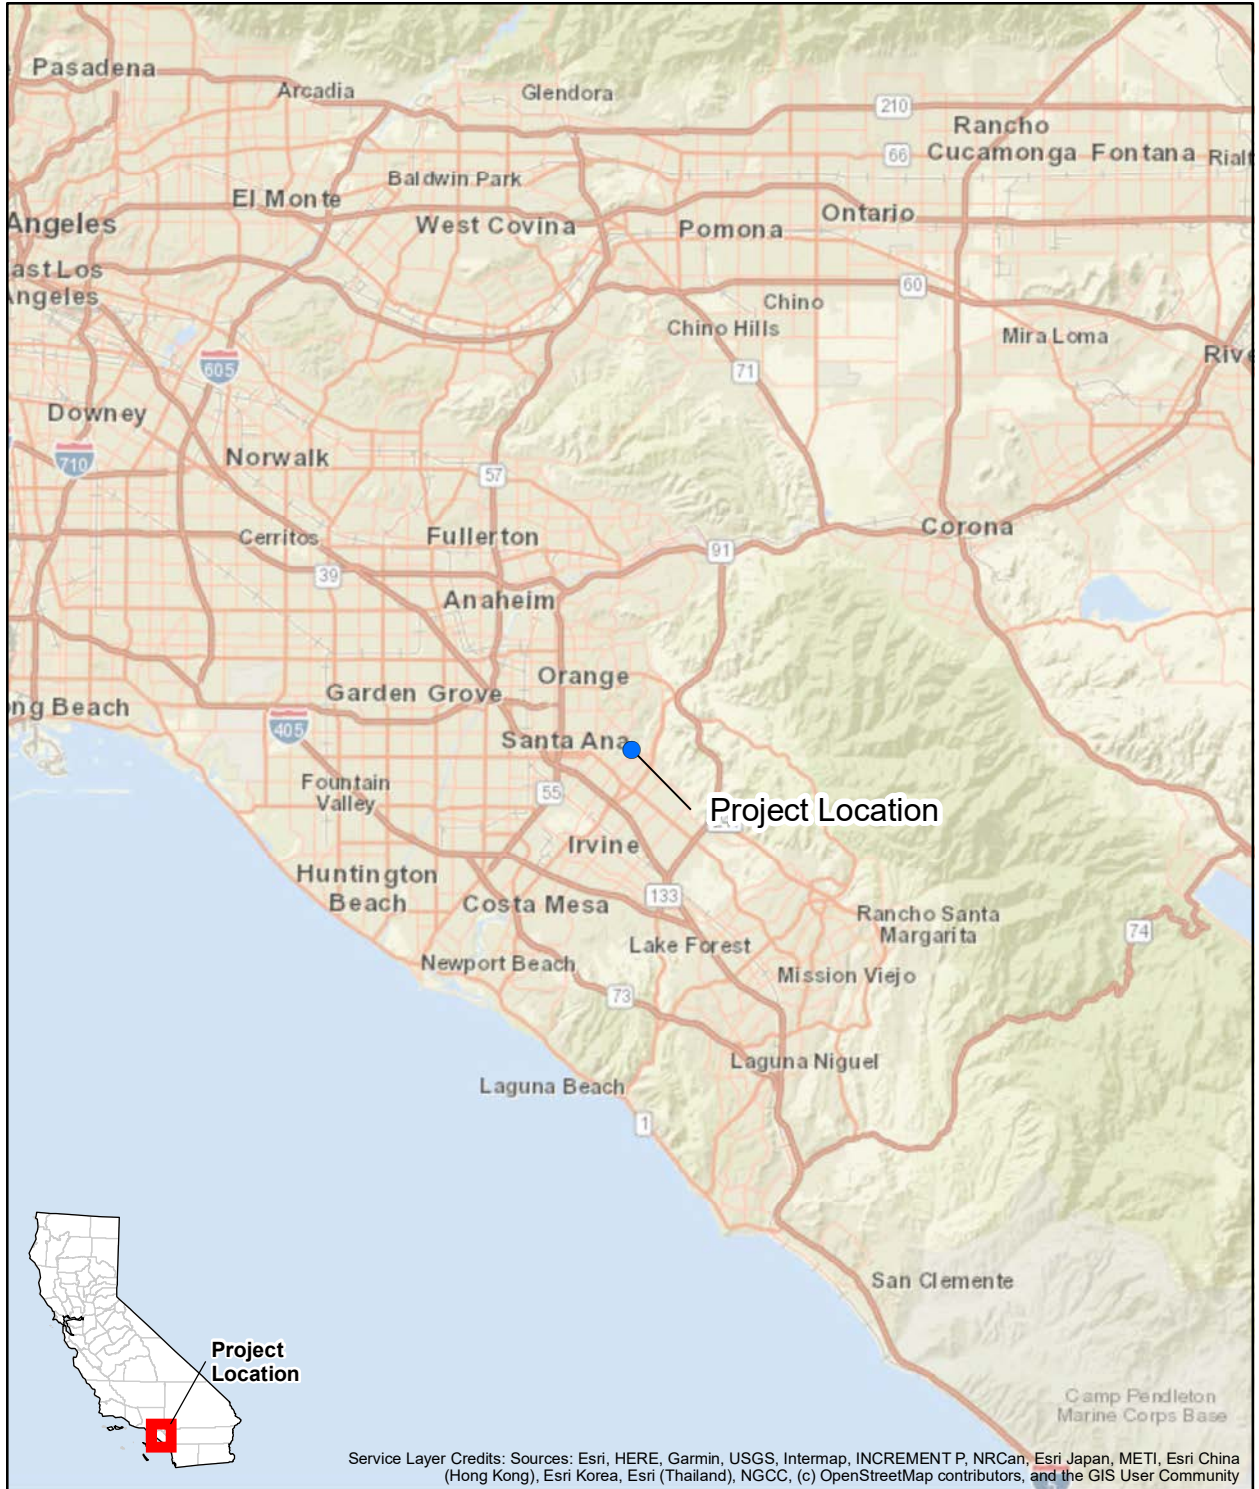 Pasadena
Arcadia
Glendora
210
Rancho
Cucamonga
Fontana
Rialt
66
Baldwin Park
El Monte
West Covina
Pomona
Ontario
Angeles
ast Los
Angeles
60
Chino
Chino Hills
Mira Loma
Rive
605
71
Downey
710
Norwalk
57
Cerritos
Fullerton
91
Corona
39
Anaheim
Orange
Garden Grove
ong Beach
405
Santa Ana
Fountain
Valley
55
Project Location
Irvine
Huntington
Beach
Costa Mesa
133
Rancho Santa
Margarita
74
Lake Forest
Newport Beach
Mission Viejo
73
Laguna Niguel
Laguna Beach
1
San Clemente
Project
Location
Camp Pendleton
Marine Corps Base
Service Layer Credits: Sources: Esri, HERE, Garmin, USGS, Intermap, INCREMENT P, NRCan, Esri Japan, METI, Esri China
(Hong Kong), Esri Korea, Esri (Thailand), NGCC, (c) OpenStreetMap contributors, and the GIS User Community